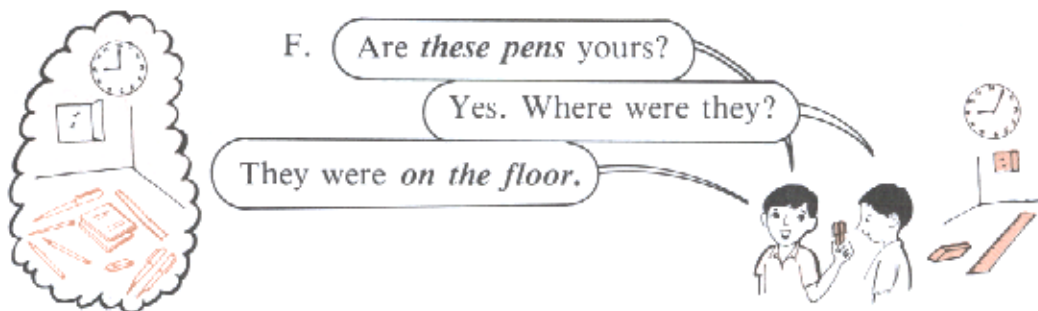 F. Are these pens yours?
Yes. Where were they?
They were on the floor.